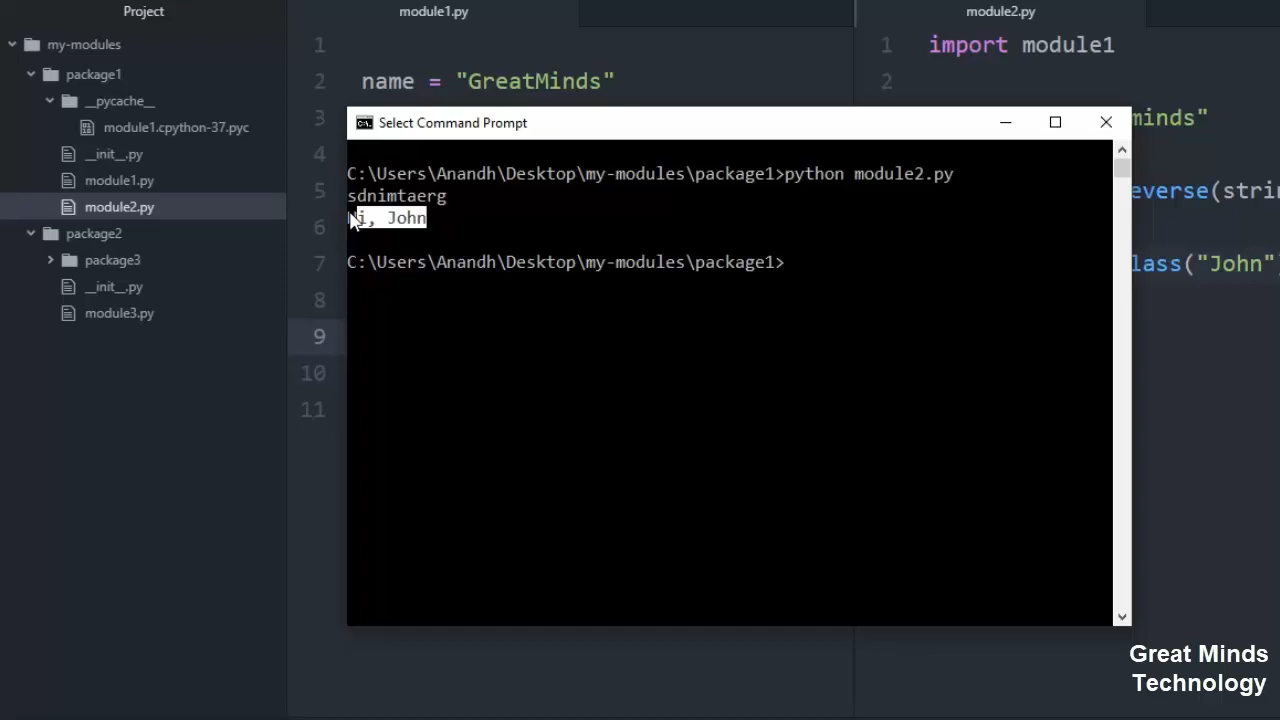 Project
my-modules
package1
__pycache__
module1.cpython-37.pyc
__init__.py
module1.py
module2.py
package2
package3
__init__.py
module3.py
module1.py
1
2 name = "GreatMinds"
3
4
5
6
7
8
9
10
11
module2.py
1 import module1
2
minds"
everse(strin
lass("John"
Select Command Prompt
C:\Users\Anandh\Desktop\my-modules\package1>python module2.py
sdnimtaerg
Hi, John
C:\Users\Anandh\Desktop\my-modules\package1>
Great Minds
Technology